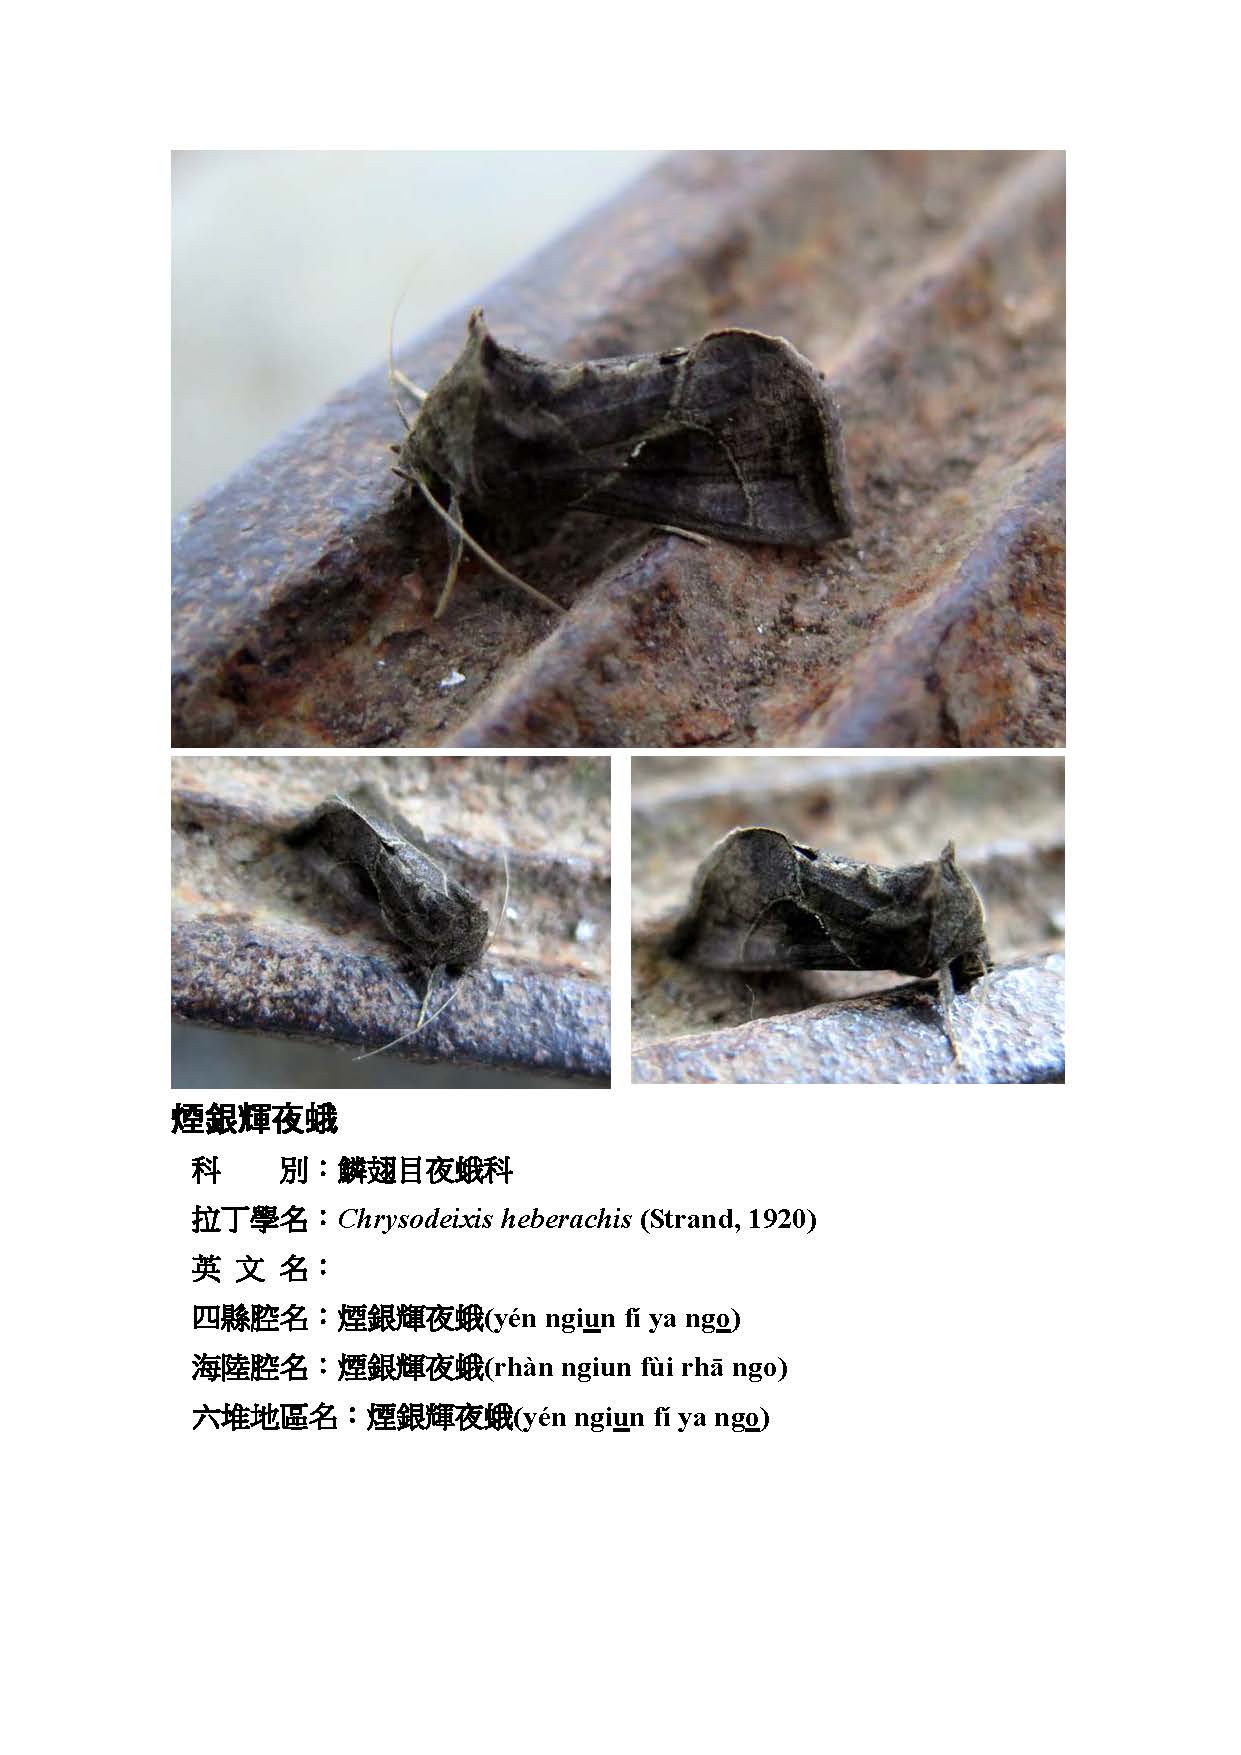 煙銀輝夜蛾
科　　別：鱗翅目夜蛾科
拉丁學名：Chrysodeixis heberachis (Strand, 1920)
英 文 名：
四縣腔名：煙銀輝夜蛾(yén ngiun fí ya ngo)
海陸腔名：煙銀輝夜蛾(rhàn ngiun fùi rhā ngo)
六堆地區名：煙銀輝夜蛾(yén ngiun fí ya ngo)